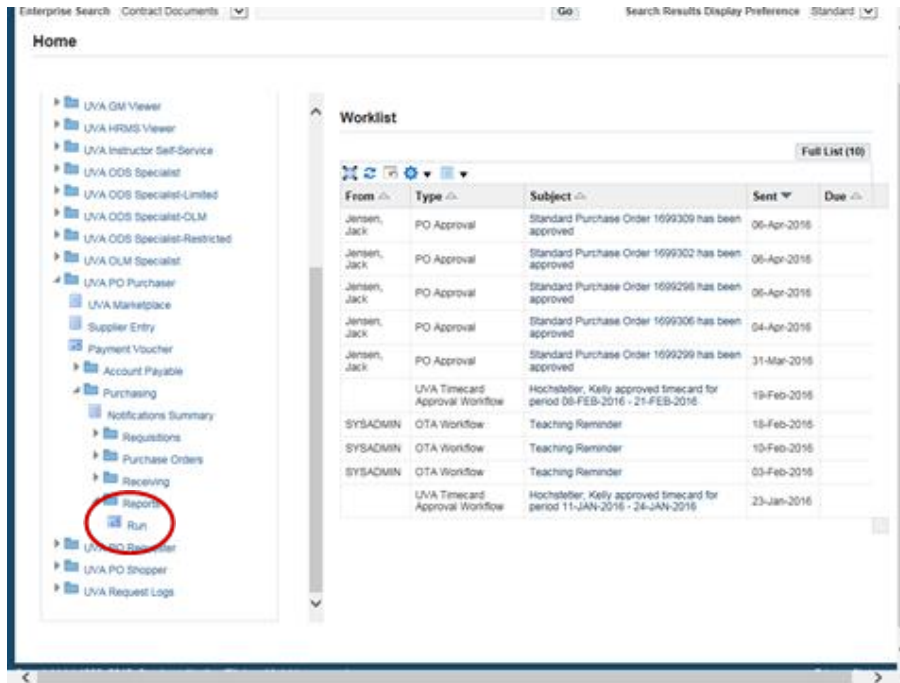 Enterprise Search Contract Documents Go Search Results Display Preference Standard
Home
UVA GM Viewer
UVA HRMS Viewer
UVA Instructor Self-Service
UVA ODS Specialist
UVA ODS Specialist-Limited
UVA ODS Specialist-OLM
UVA ODS Specialist-Restricted
UVA OLM Specialist
UVA PO Purchaser
UVA Marketplace
Supplier Entry
Payment Voucher
Account Payable
Purchasing
Notifications Summary
Requisitions
Purchase Orders
Receiving
Reports
Run
UVA PO
UVA PO Shopper
UVA Request Logs
Worklist
Full List (10)
From Type Subject Sent Due
Jensen, Jack PO Approval Standard Purchase Order 1699309 has been approved 06-Apr-2016
Jensen, Jack PO Approval Standard Purchase Order 1699302 has been approved 06-Apr-2016
Jensen, Jack PO Approval Standard Purchase Order 1699298 has been approved 06-Apr-2016
Jensen, Jack PO Approval Standard Purchase Order 1699306 has been approved 04-Apr-2016
Jensen, Jack PO Approval Standard Purchase Order 1699299 has been approved 31-Mar-2016
UVA Timecard Approval Workflow Hochstetler, Kelly approved timecard for period 08-FEB-2016 - 21-FEB-2016 19-Feb-2016
SYSADMIN OTA Workflow Teaching Reminder 18-Feb-2016
SYSADMIN OTA Workflow Teaching Reminder 10-Feb-2016
SYSADMIN OTA Workflow Teaching Reminder 03-Feb-2016
UVA Timecard Approval Workflow Hochstetler, Kelly approved timecard for period 11-JAN-2016 - 24-JAN-2016 23-Jan-2016